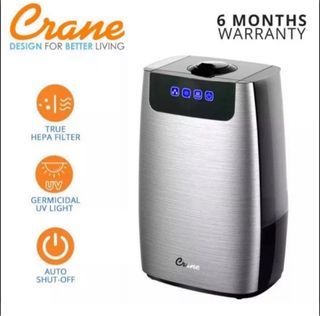 Crane
DESIGN FOR BETTER LIVING
6 MONTHS
WARRANTY
TRUE
HEPA FILTER
UV
GERMICIDAL
UV LIGHT
AUTO
SHUT-OFF
Crane